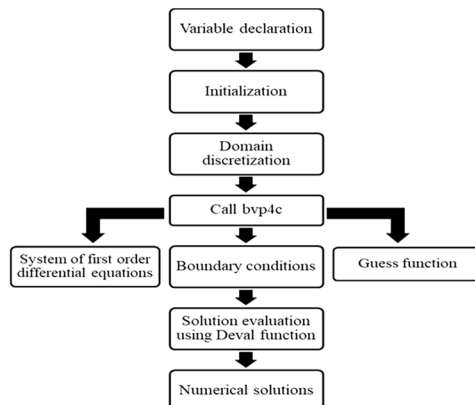 Variable declaration
Initialization
Domain
discretization
Call bvp4c
System of first order
differential equations
Boundary conditions
Guess function
Solution evaluation
using Deval function
Numerical solutions